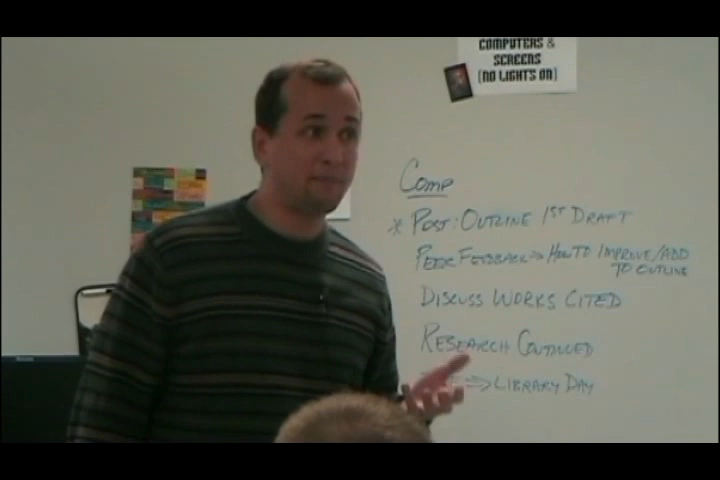 COMPUTERS &
SCREENS
(NO LIGHTS ON)
COMP
* POST: OUTLINE 1ST DRAFT
PEER FEEDBACK → HOW TO IMPROVE/ADD
TO OUTLINE
DISCUSS WORKS CITED
RESEARCH CONTINUED
⇒ LIBRARY DAY